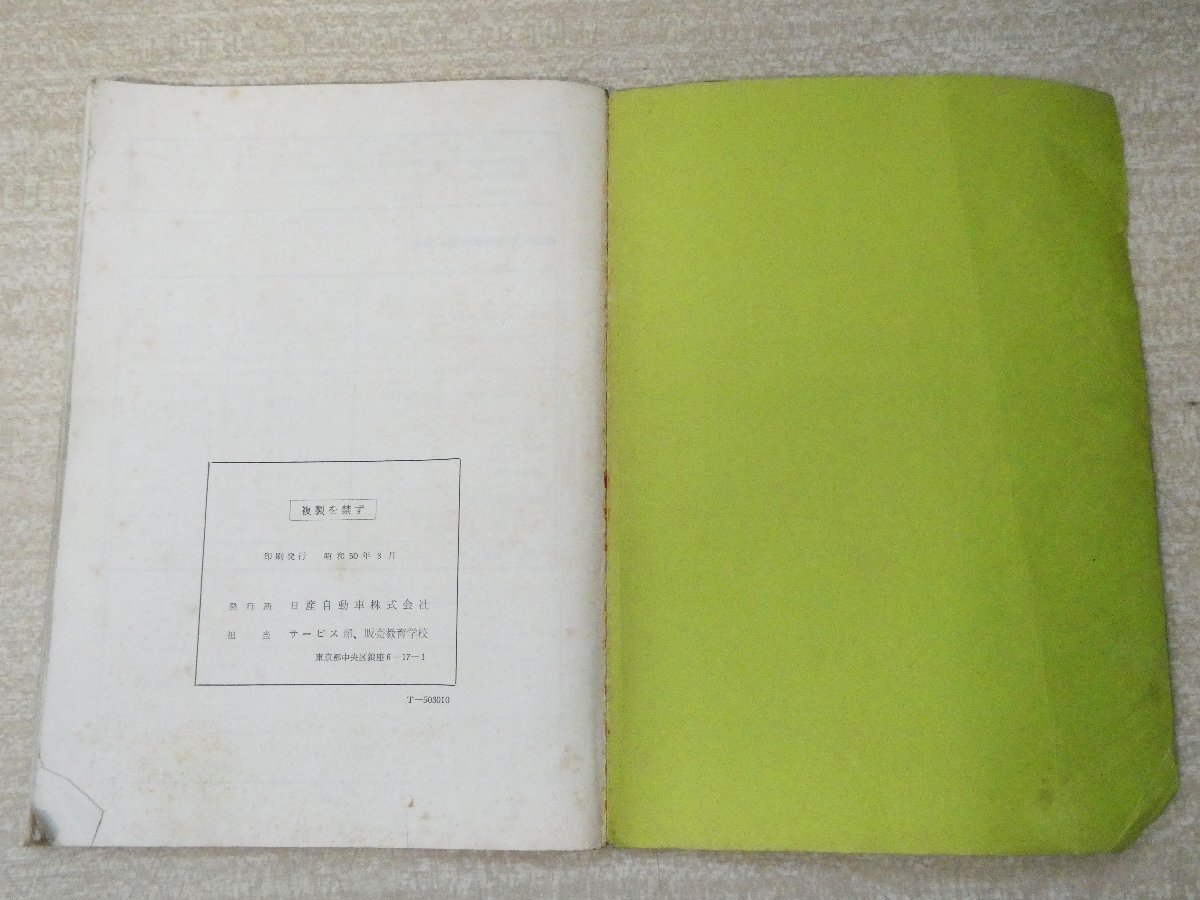 複製を禁ず
印刷発行 昭和50年3月
発行所 日産自動車株式会社
担当 サービス部、販売教育学校
東京都中央区銀座6-17-1
T-503010